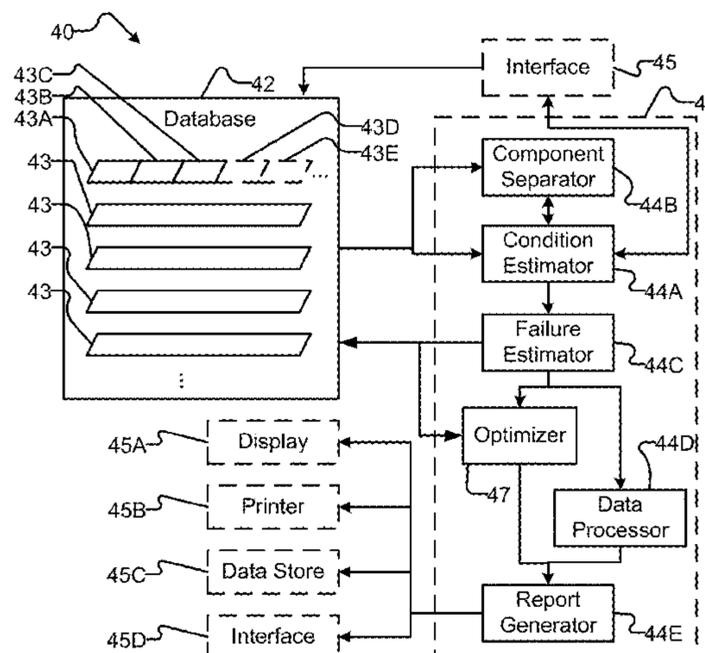 40
43C
43B
43A
42
Database
43D
43E
...
Interface
45
4
43
43
43
43
...
Component
Separator
44B
Condition
Estimator
44A
Failure
Estimator
44C
Optimizer
47
44D
Data
Processor
45A
Display
45B
Printer
45C
Data Store
45D
Interface
Report
Generator
44E